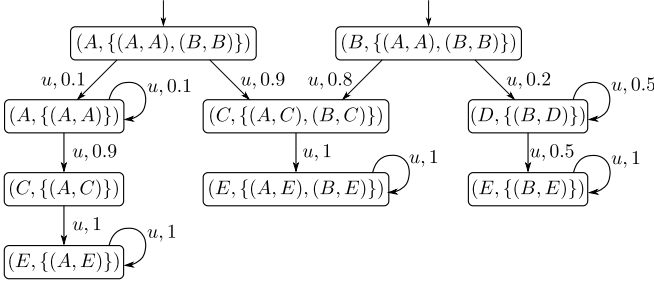 (A, {(A, A), (B, B)}) (B, {(A, A), (B, B)})
u, 0.1 u, 0.1 u, 0.9 u, 0.8 u, 0.2 u, 0.5
(A, {(A, A)}) (C, {(A, C), (B, C)}) (D, {(B, D)})
u, 0.9 u, 1 u, 1 u, 0.5 u, 1
(C, {(A, C)}) (E, {(A, E), (B, E)}) (E, {(B, E)})
u, 1 u, 1
(E, {(A, E)})